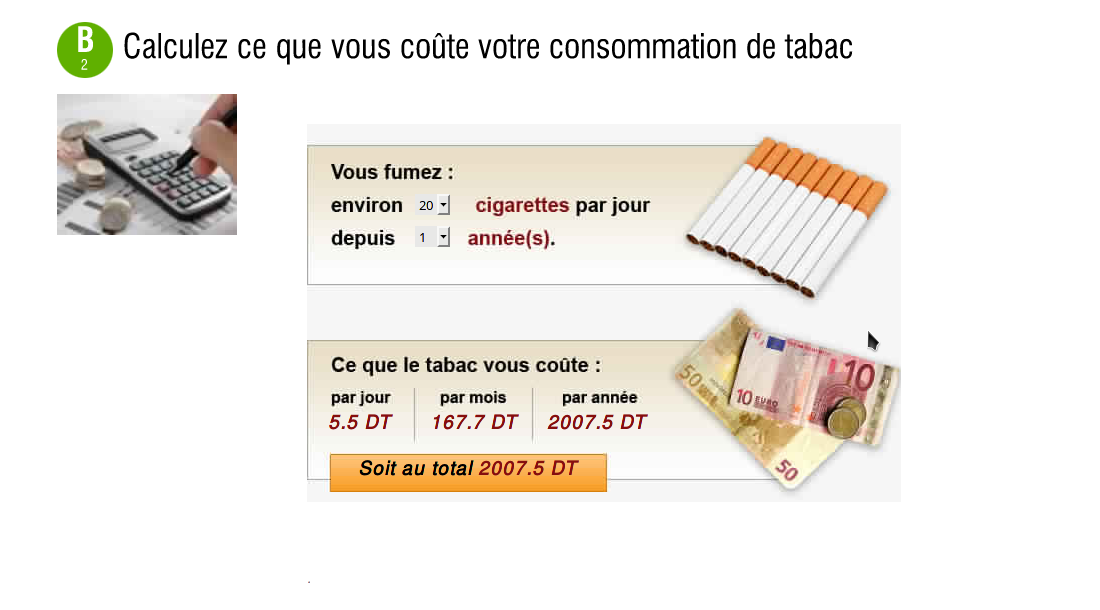 B
2
Calculez ce que vous coûte votre consommation de tabac
Vous fumez :
environ 20 cigarettes par jour
depuis 1 année(s).
Ce que le tabac vous coûte :
par jour par mois par année
5.5 DT 167.7 DT 2007.5 DT
Soit au total 2007.5 DT
10
50
10 EURO
50